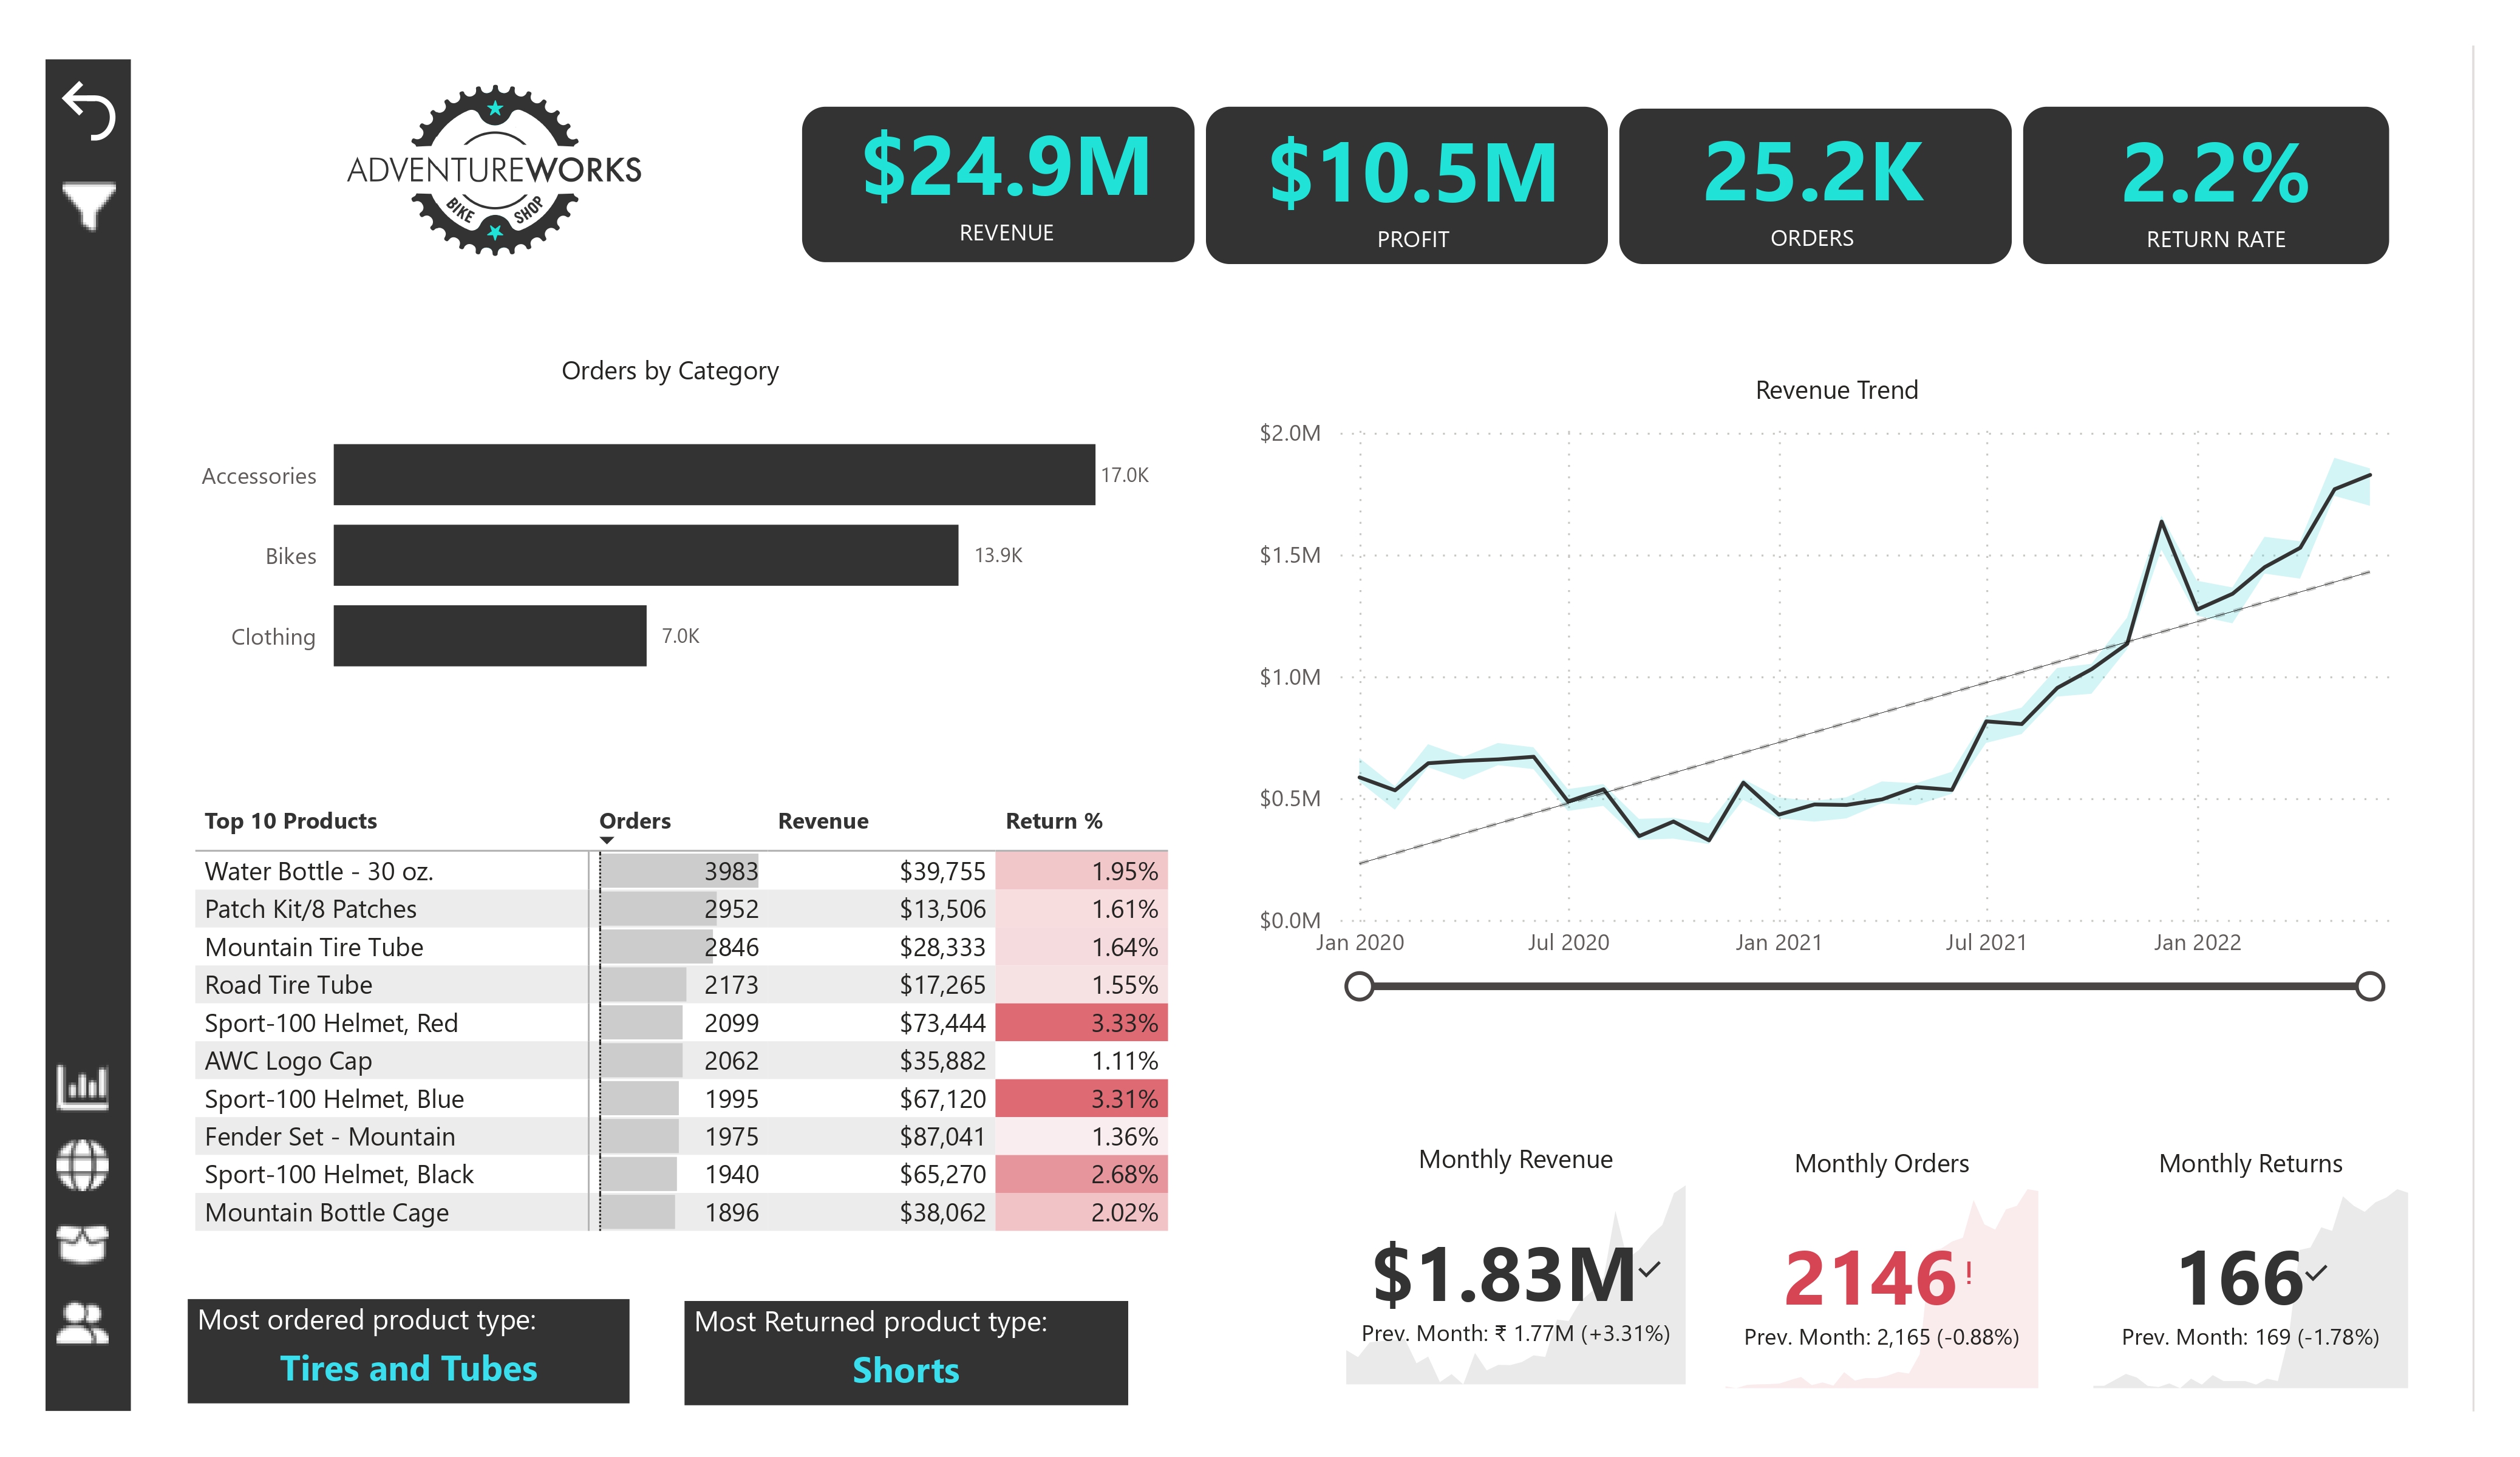 ADVENTUREWORKS
BIKE SHOP
$24.9M
REVENUE
$10.5M
PROFIT
25.2K
ORDERS
2.2%
RETURN RATE
Orders by Category
Accessories 17.0K
Bikes 13.9K
Clothing 7.0K
Revenue Trend
$2.0M
$1.5M
$1.0M
$0.5M
$0.0M
Jan 2020 Jul 2020 Jan 2021 Jul 2021 Jan 2022
Top 10 Products Orders Revenue Return %
Water Bottle - 30 oz. 3983 $39,755 1.95%
Patch Kit/8 Patches 2952 $13,506 1.61%
Mountain Tire Tube 2846 $28,333 1.64%
Road Tire Tube 2173 $17,265 1.55%
Sport-100 Helmet, Red 2099 $73,444 3.33%
AWC Logo Cap 2062 $35,882 1.11%
Sport-100 Helmet, Blue 1995 $67,120 3.31%
Fender Set - Mountain 1975 $87,041 1.36%
Sport-100 Helmet, Black 1940 $65,270 2.68%
Mountain Bottle Cage 1896 $38,062 2.02%
Most ordered product type:
Tires and Tubes
Most Returned product type:
Shorts
Monthly Revenue
$1.83M
Prev. Month: ₹ 1.77M (+3.31%)
Monthly Orders
2146!
Prev. Month: 2,165 (-0.88%)
Monthly Returns
166
Prev. Month: 169 (-1.78%)